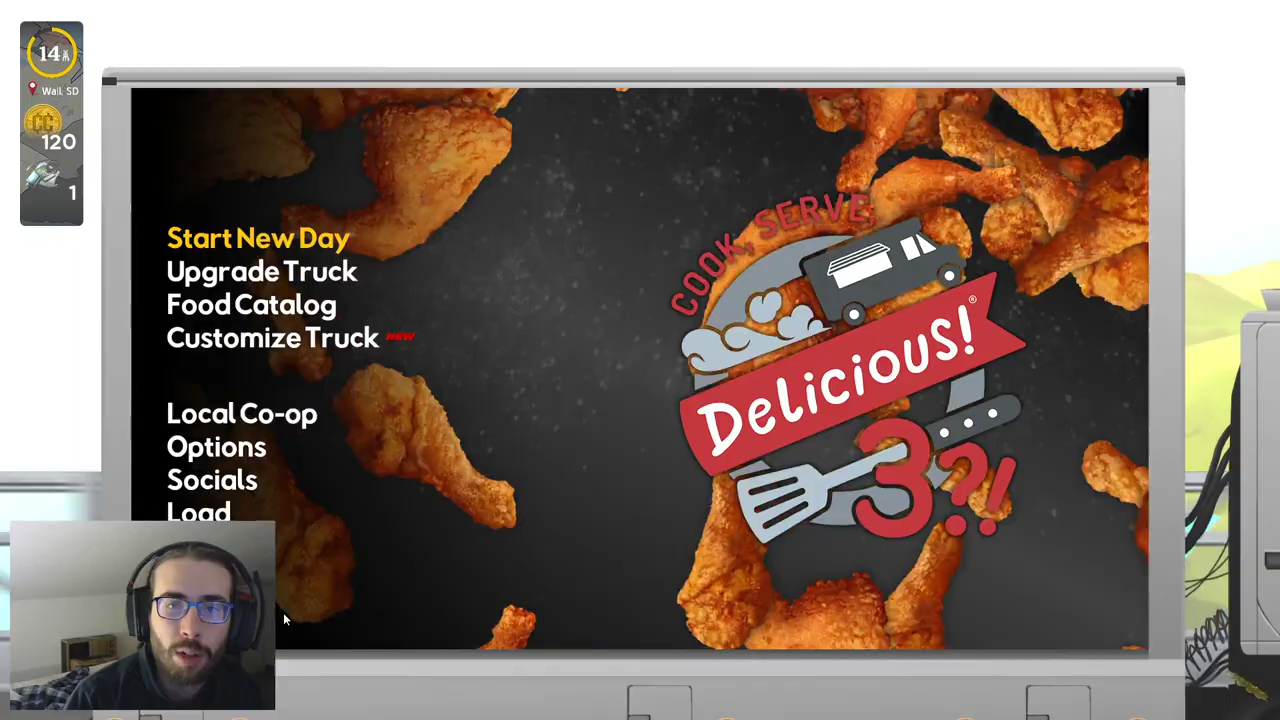 14
Wall, SD
CC
120
1
Start New Day
Upgrade Truck
Food Catalog
Customize Truck NEW
Local Co-op
Options
Socials
Load
COOK, SERVE
Delicious!®
3?!